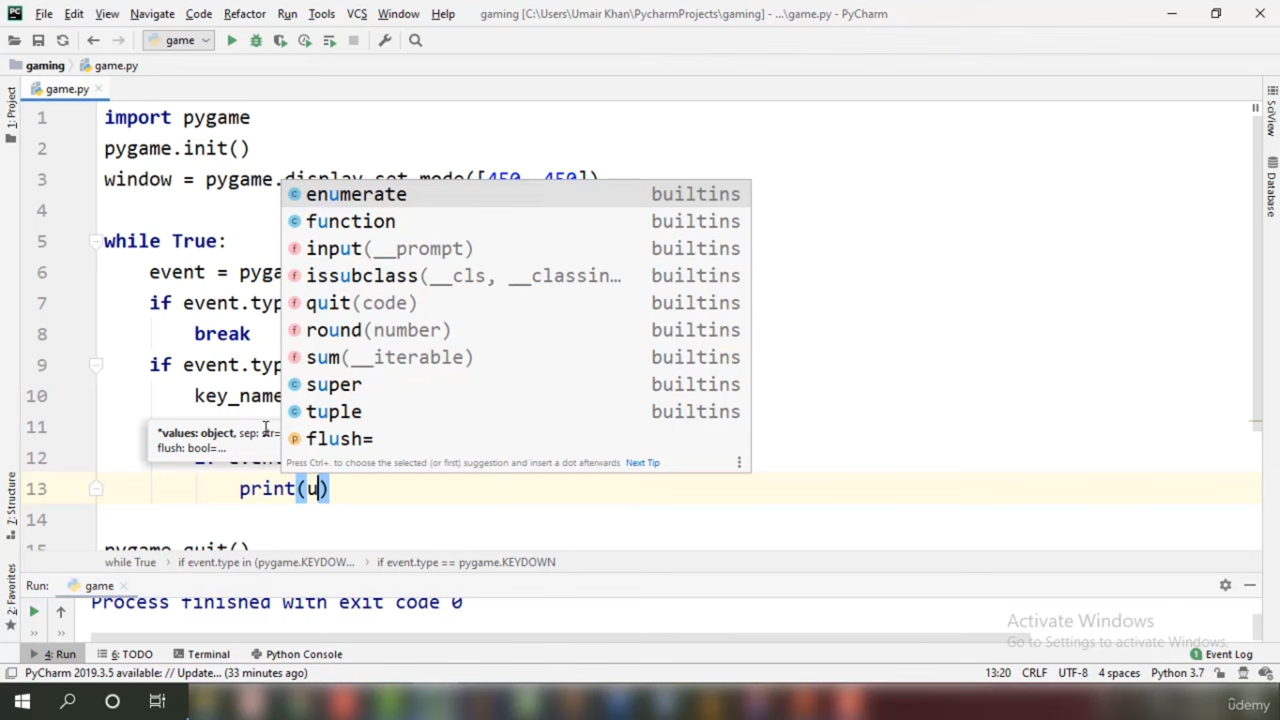 File Edit View Navigate Code Refactor Run Tools VCS Window Help gaming [C:\Users\Umair Khan\PycharmProjects\gaming] - ...\game.py - PyCharm
game
gaming game.py
game.py
1 import pygame
2 pygame.init()
3 window = pygame.display.set_mode([450, 450])
4
5 while True:
6 event = pyga
7 if event.typ
8 break
9 if event.typ
10 key_name
11
12 if even
13 print(u)
14
15 pygame.quit()
enumerate builtins
function builtins
input(__prompt) builtins
issubclass(__cls, __classin... builtins
quit(code) builtins
round(number) builtins
sum(__iterable) builtins
super builtins
tuple builtins
flush=
Press Ctrl+. to choose the selected (or first) suggestion and insert a dot afterwards Next Tip
*values: object, sep: str=
flush: bool=...
while True if event.type in (pygame.KEYDOW... if event.type == pygame.KEYDOWN
Run: game
Process finished with exit code 0
Activate Windows
Go to Settings to activate Windows.
4: Run 6: TODO Terminal Python Console 1 Event Log
PyCharm 2019.3.5 available: // Update... (33 minutes ago) 13:20 CRLF UTF-8 4 spaces Python 3.7
1: Project
7: Structure
2: Favorites
SciView
Database
ûdemy